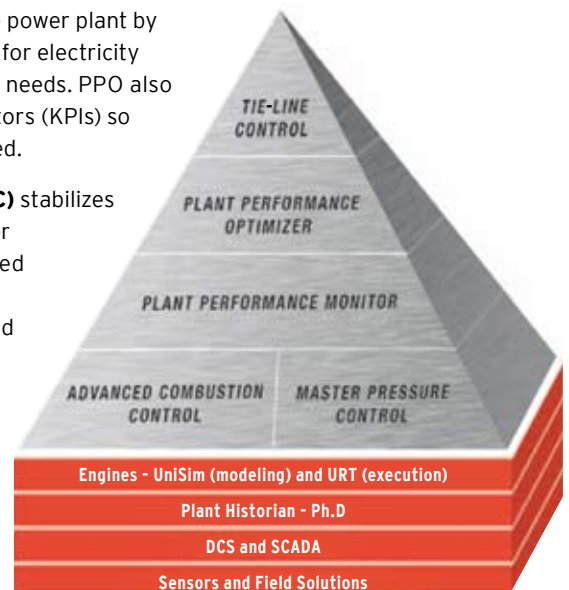 power plant by
for electricity
needs. PPO also
tors (KPIs) so
ed.
C) stabilizes
er
ed
d
TIE-LINE
CONTROL
PLANT PERFORMANCE
OPTIMIZER
PLANT PERFORMANCE MONITOR
ADVANCED COMBUSTION
CONTROL
MASTER PRESSURE
CONTROL
Engines - UniSim (modeling) and URT (execution)
Plant Historian - Ph.D
DCS and SCADA
Sensors and Field Solutions